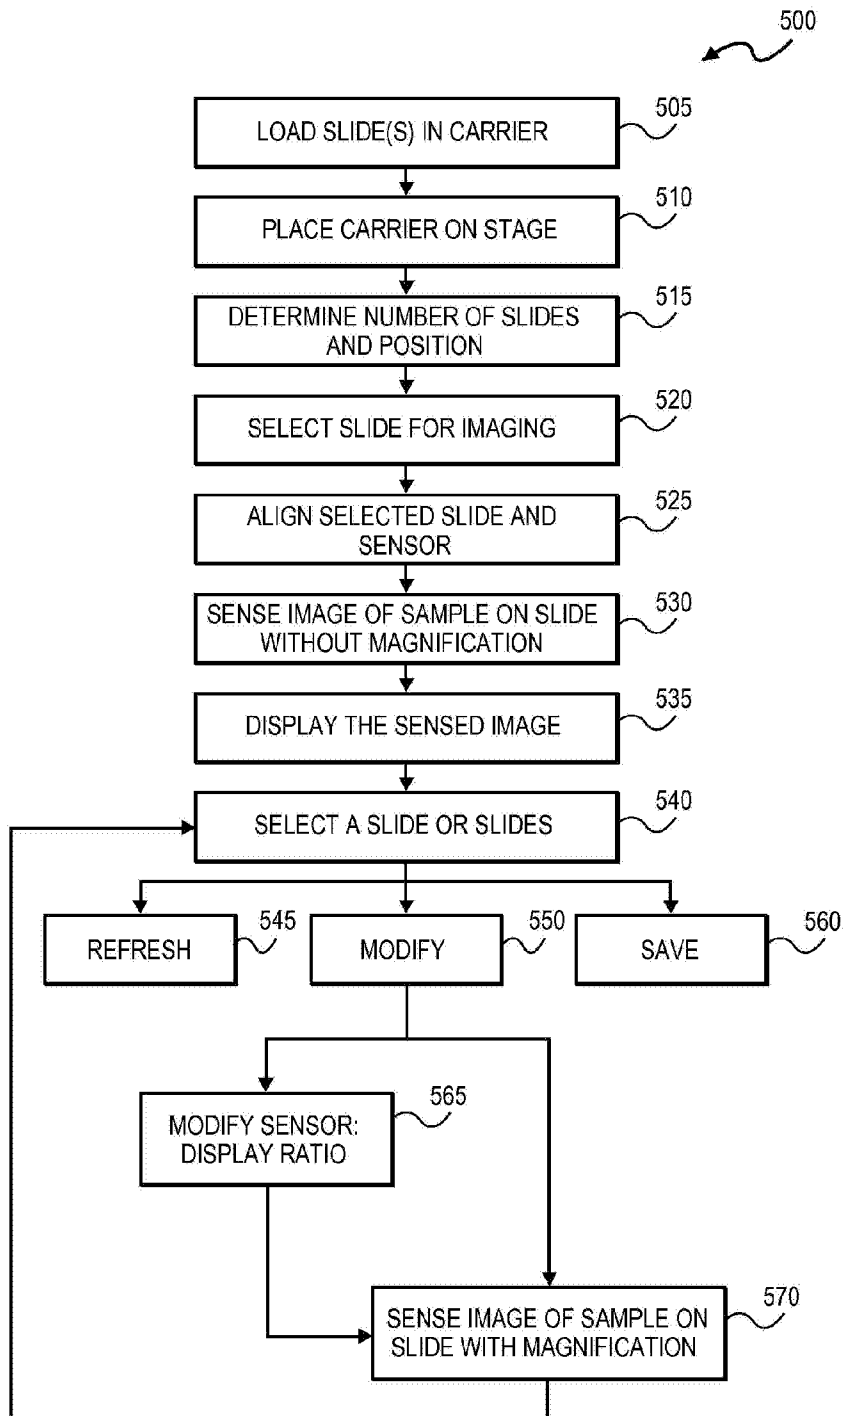 500
LOAD SLIDE(S) IN CARRIER
505
PLACE CARRIER ON STAGE
510
DETERMINE NUMBER OF SLIDES
AND POSITION
515
SELECT SLIDE FOR IMAGING
520
ALIGN SELECTED SLIDE AND
SENSOR
525
SENSE IMAGE OF SAMPLE ON SLIDE
WITHOUT MAGNIFICATION
530
DISPLAY THE SENSED IMAGE
535
SELECT A SLIDE OR SLIDES
540
REFRESH
545
MODIFY
550
SAVE
560
MODIFY SENSOR:
DISPLAY RATIO
565
SENSE IMAGE OF SAMPLE ON
SLIDE WITH MAGNIFICATION
570